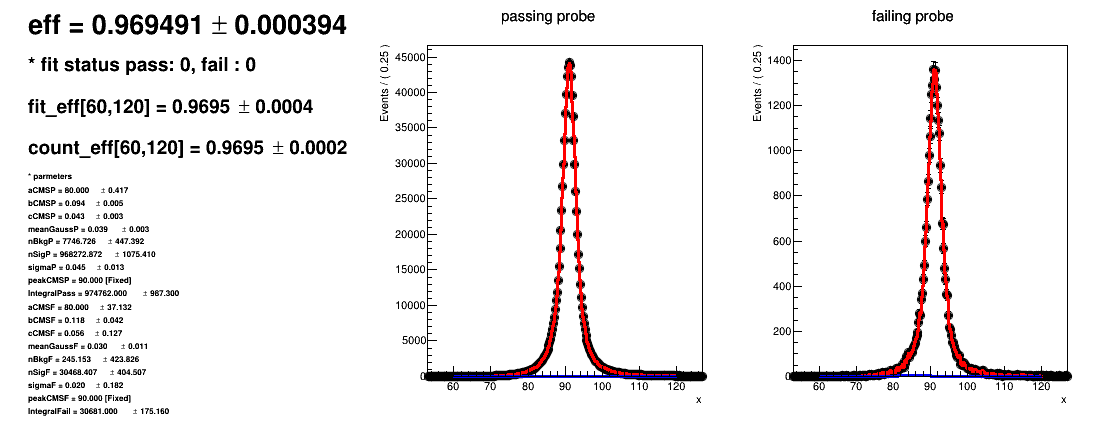 eff = 0.969491 ± 0.000394
* fit status pass: 0, fail : 0
fit_eff[60,120] = 0.9695 ± 0.0004
count_eff[60,120] = 0.9695 ± 0.0002
* parmeters
aCMSP = 80.000 ± 0.417
bCMSP = 0.094 ± 0.005
cCMSP = 0.043 ± 0.003
meanGaussP = 0.039 ± 0.003
nBkgP = 7746.726 ± 447.392
nSigP = 968272.872 ± 1075.410
sigmaP = 0.045 ± 0.013
peakCMSP = 90.000 [Fixed]
IntegralPass = 974762.000 ± 987.300
aCMSF = 80.000 ± 37.132
bCMSF = 0.118 ± 0.042
cCMSF = 0.056 ± 0.127
meanGaussF = 0.030 ± 0.011
nBkgF = 245.153 ± 423.826
nSigF = 30468.407 ± 404.507
sigmaF = 0.020 ± 0.182
peakCMSF = 90.000 [Fixed]
IntegralFail = 30681.000 ± 175.160
passing probe
Events / ( 0.25 )
45000
40000
35000
30000
25000
20000
15000
10000
5000
0
60 70 80 90 100 110 120
x
failing probe
Events / ( 0.25 )
1400
1200
1000
800
600
400
200
0
60 70 80 90 100 110 120
x